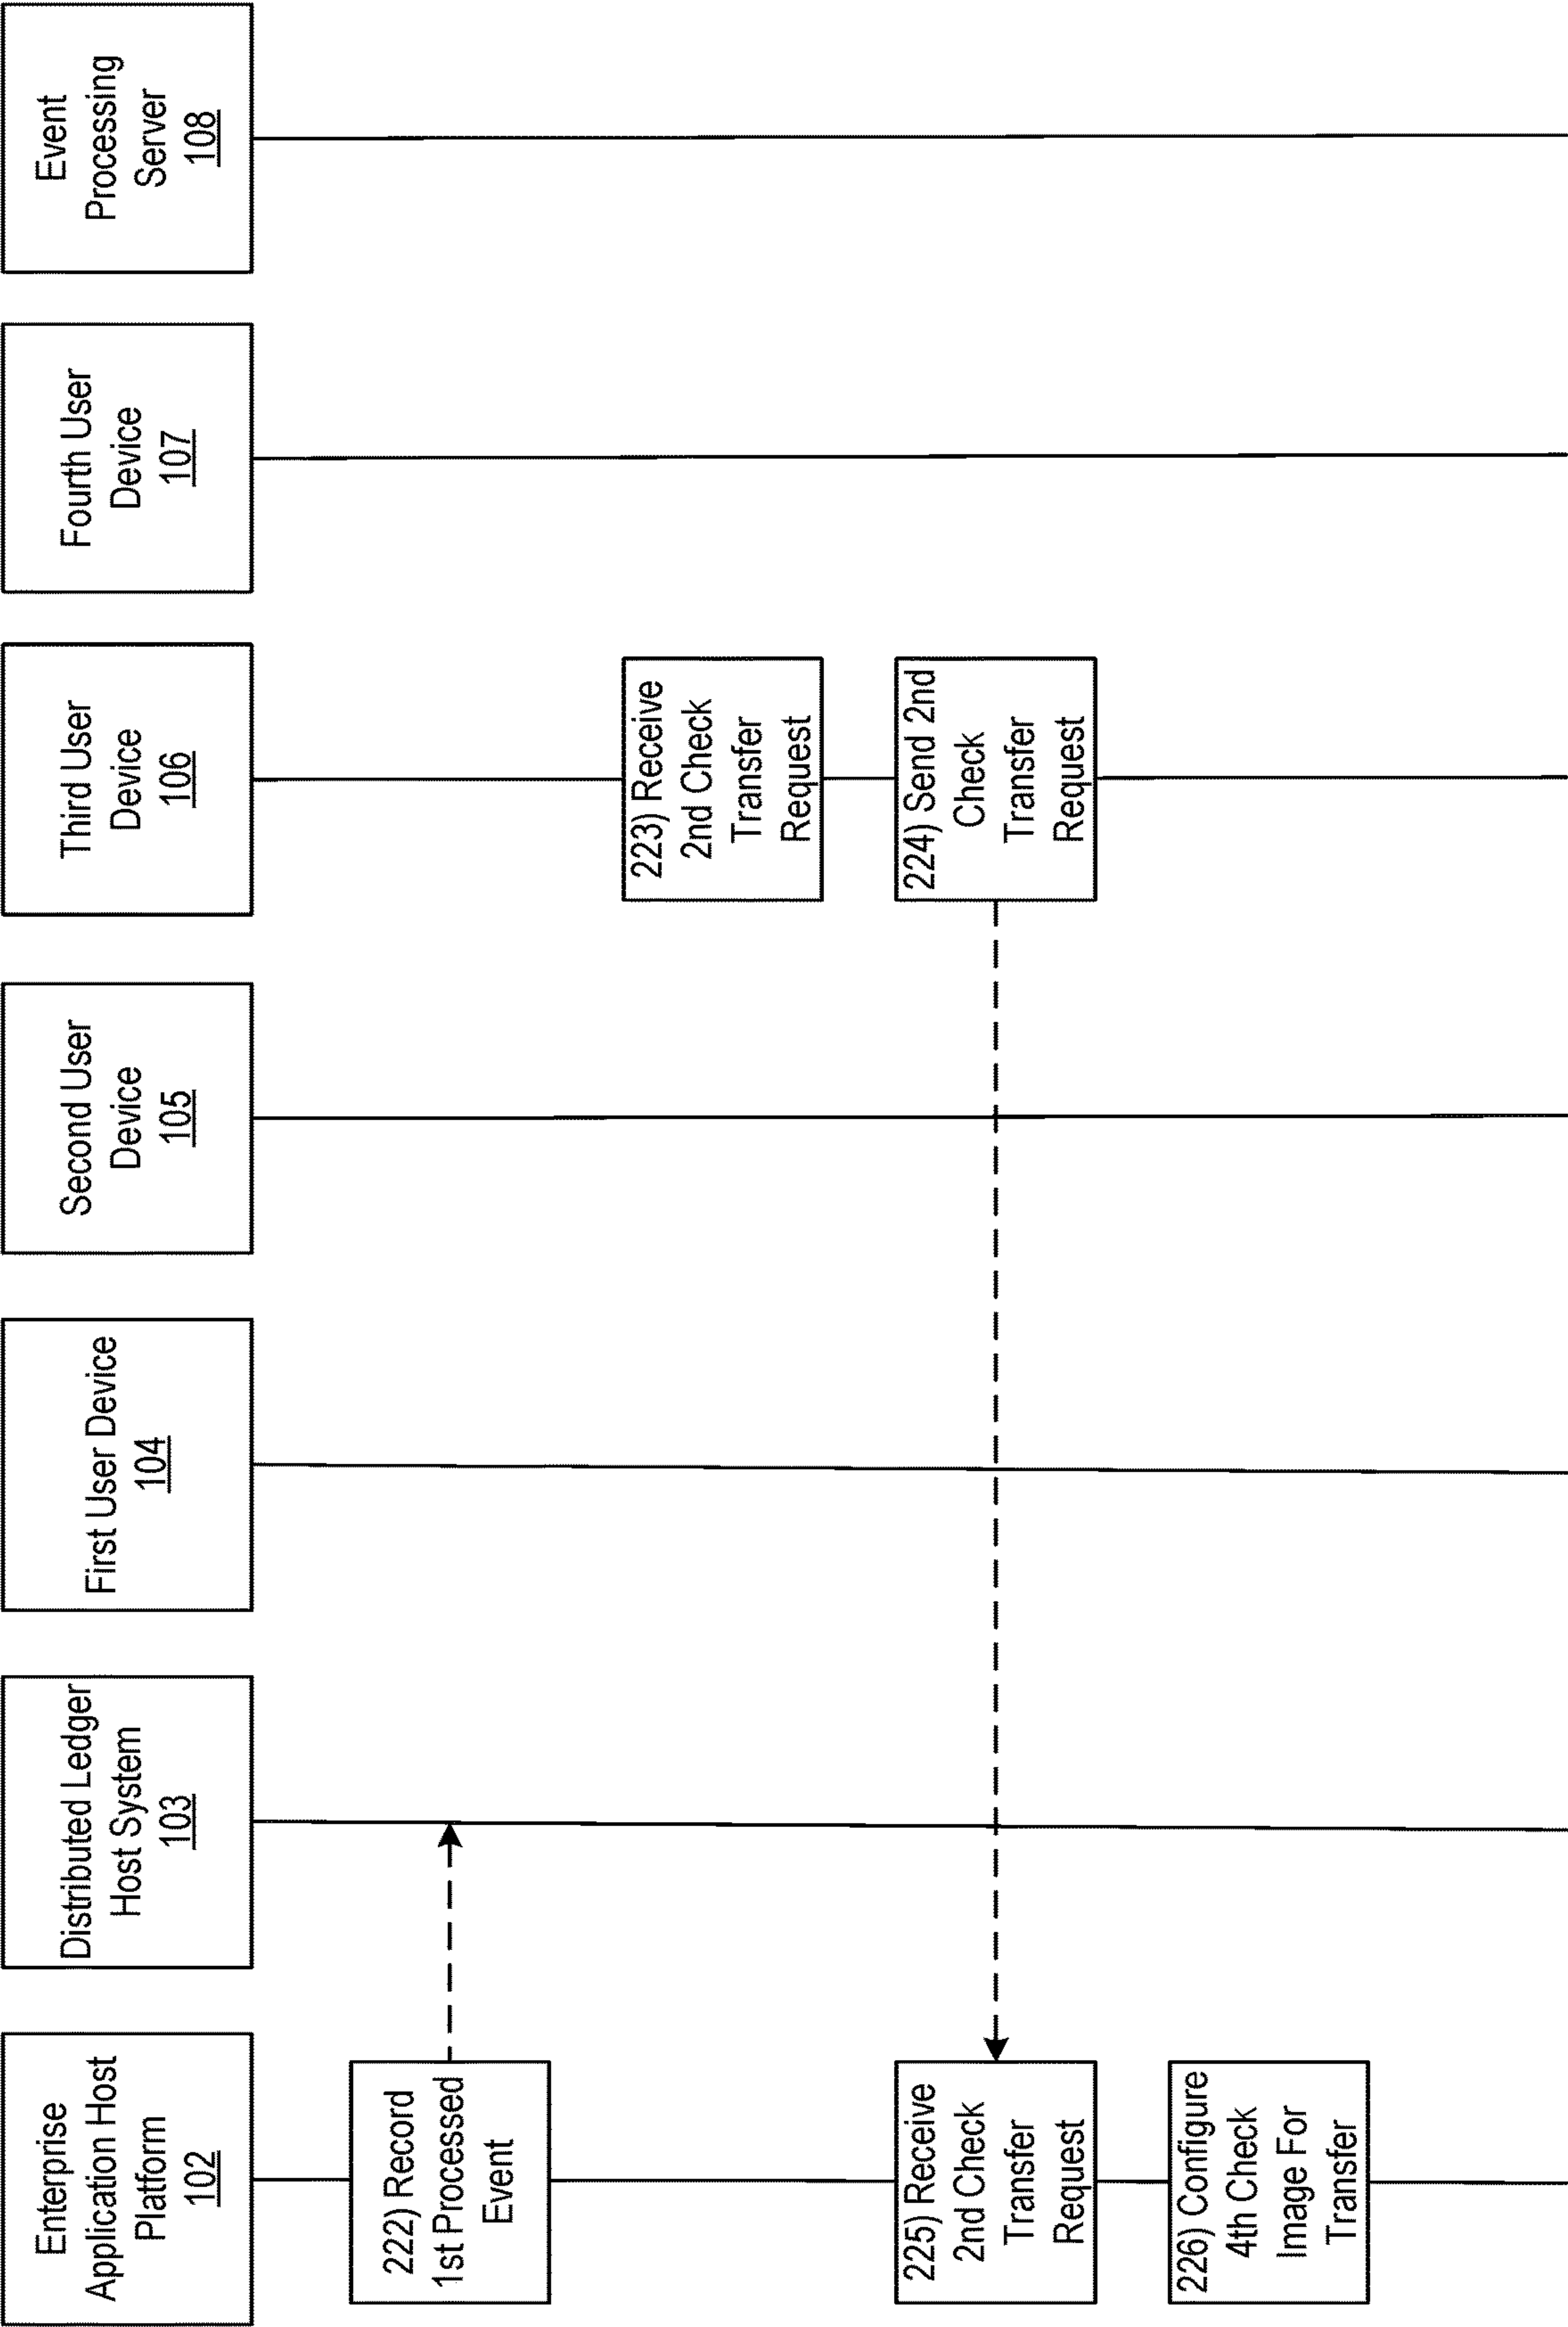 Enterprise
Application Host
Platform
102
Distributed Ledger
Host System
103
First User Device
104
Second User
Device
105
Third User
Device
106
Fourth User
Device
107
Event
Processing
Server
108
222) Record
1st Processed
Event
223) Receive
2nd Check
Transfer
Request
224) Send 2nd
Check
Transfer
Request
225) Receive
2nd Check
Transfer
Request
226) Configure
4th Check
Image For
Transfer